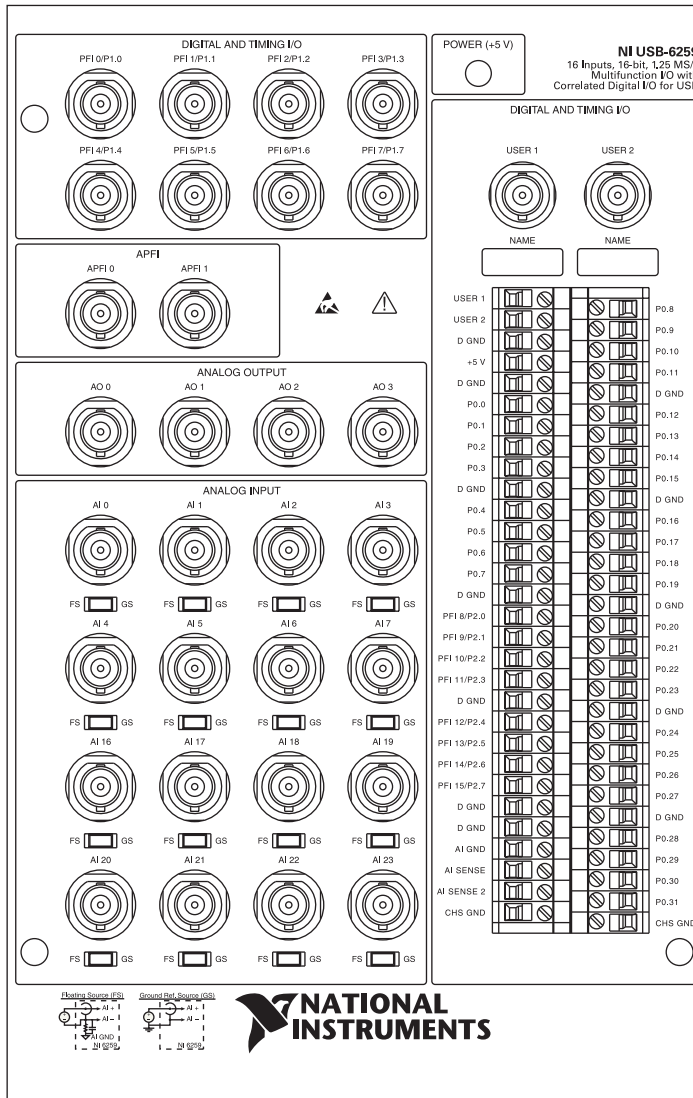 DIGITAL AND TIMING I/O
PFI 0/P1.0 PFI 1/P1.1 PFI 2/P1.2 PFI 3/P1.3
PFI 4/P1.4 PFI 5/P1.5 PFI 6/P1.6 PFI 7/P1.7
APFI
APFI 0 APFI 1
ANALOG OUTPUT
AO 0 AO 1 AO 2 AO 3
ANALOG INPUT
AI 0 AI 1 AI 2 AI 3
FS GS FS GS FS GS FS GS
AI 4 AI 5 AI 6 AI 7
FS GS FS GS FS GS FS GS
AI 16 AI 17 AI 18 AI 19
FS GS FS GS FS GS FS GS
AI 20 AI 21 AI 22 AI 23
FS GS FS GS FS GS FS GS
POWER (+5 V)
NI USB-6259
16 Inputs, 16-bit, 1.25 MS/
Multifunction I/O wit
Correlated Digital I/O for US
DIGITAL AND TIMING I/O
USER 1 USER 2
NAME NAME
USER 1
USER 2
D GND
+5 V
D GND
P0.0
P0.1
P0.2
P0.3
D GND
P0.4
P0.5
P0.6
P0.7
D GND
PFI 8/P2.0
PFI 9/P2.1
PFI 10/P2.2
PFI 11/P2.3
D GND
PFI 12/P2.4
PFI 13/P2.5
PFI 14/P2.6
PFI 15/P2.7
D GND
D GND
AI GND
AI SENSE
AI SENSE 2
CHS GND
P0.8
P0.9
P0.10
P0.11
D GND
P0.12
P0.13
P0.14
P0.15
D GND
P0.16
P0.17
P0.18
P0.19
D GND
P0.20
P0.21
P0.22
P0.23
D GND
P0.24
P0.25
P0.26
P0.27
D GND
P0.28
P0.29
P0.30
P0.31
CHS GND
Floating Source (FS)
AI +
AI –
AI GND
NI 6259
Ground Ref. Source (GS)
AI +
AI –
NI 6259
NATIONAL
INSTRUMENTS